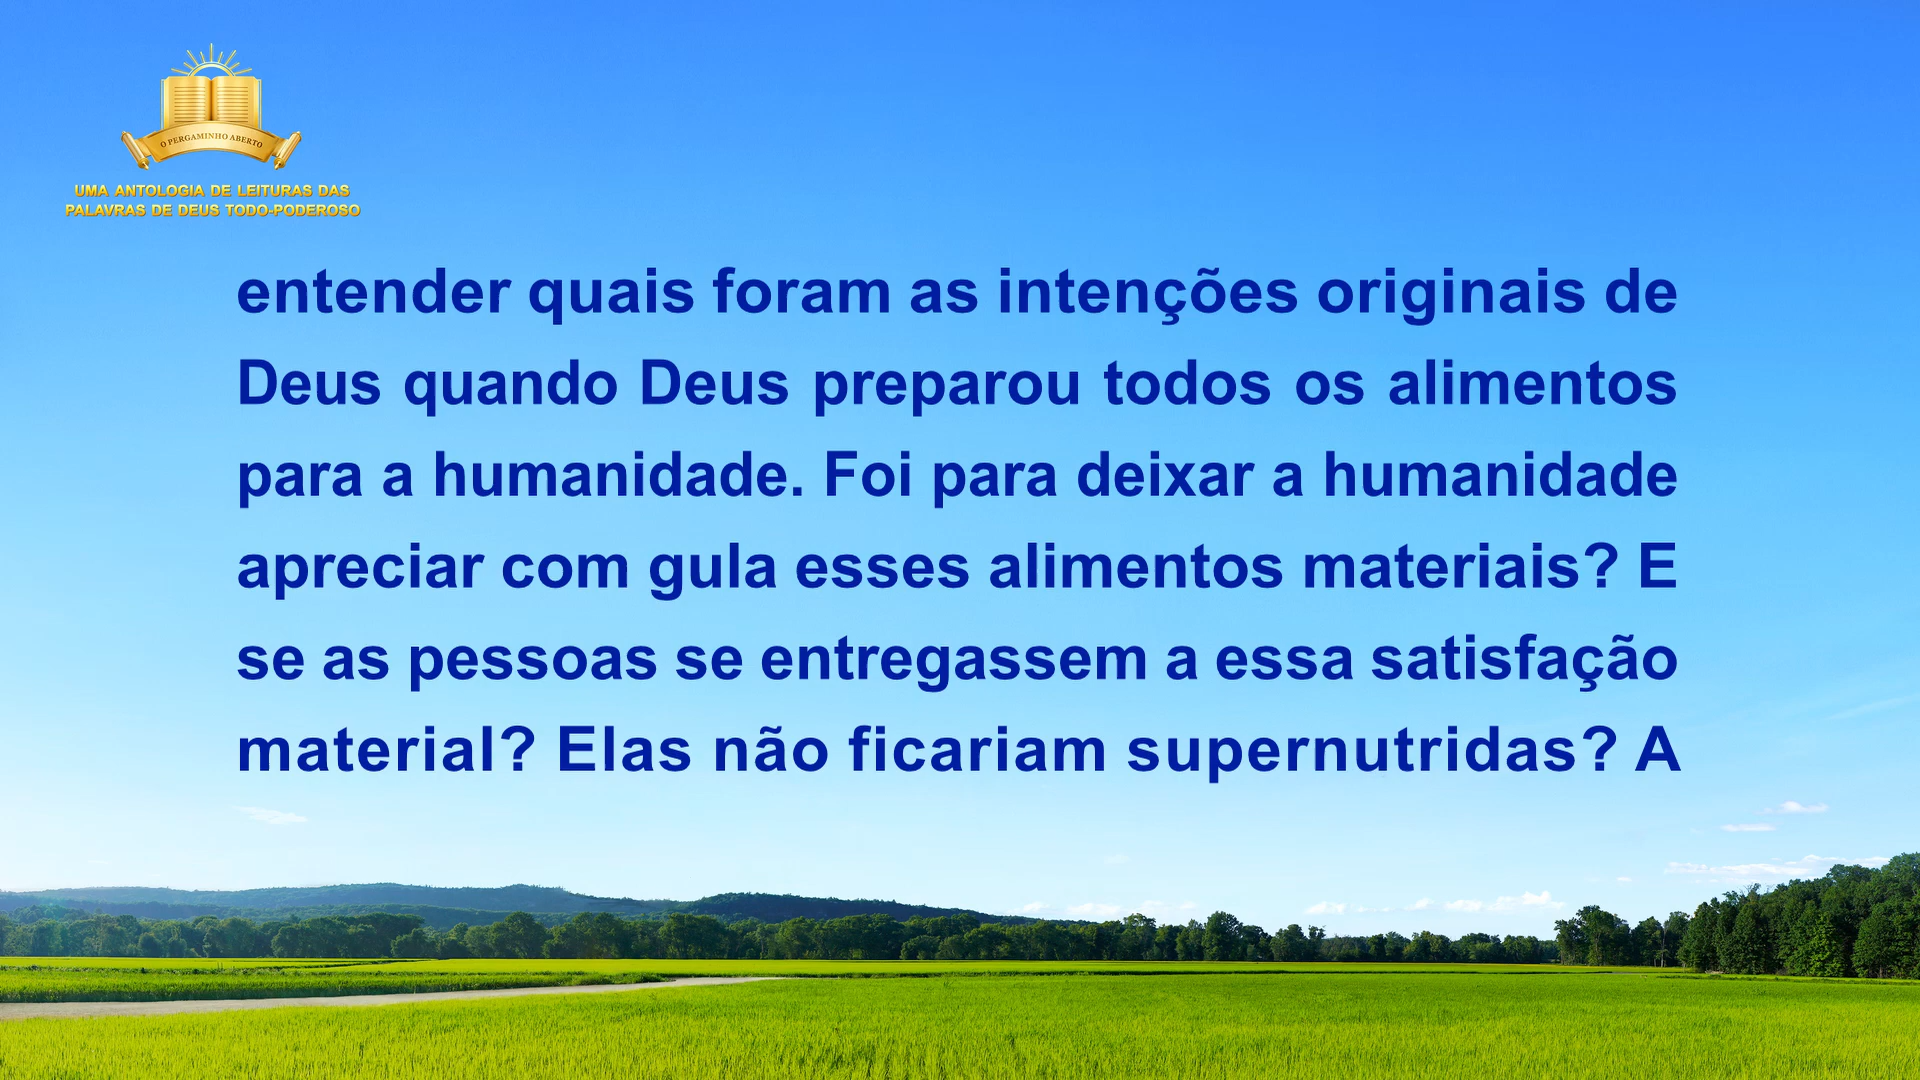 O PERGAMINHO ABERTO
UMA ANTOLOGIA DE LEITURAS DAS
PALAVRAS DE DEUS TODO-PODEROSO
entender quais foram as intenções originais de
Deus quando Deus preparou todos os alimentos
para a humanidade. Foi para deixar a humanidade
apreciar com gula esses alimentos materiais? E
se as pessoas se entregassem a essa satisfação
material? Elas não ficariam supernutridas? A